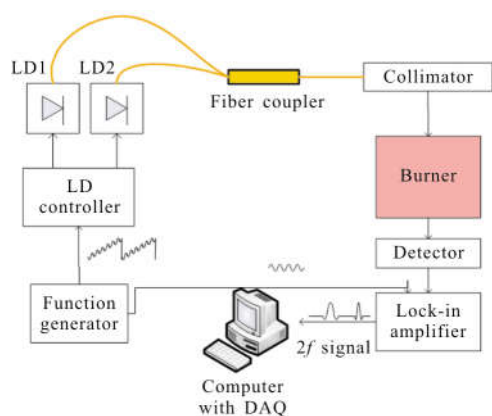 LD1
LD2
Fiber coupler
Collimator
Burner
LD
controller
Detector
Function
generator
Lock-in
amplifier
2f signal
Computer
with DAQ